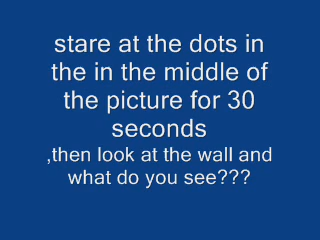 stare at the dots in
the in the middle of
the picture for 30
seconds
,then look at the wall and
what do you see???